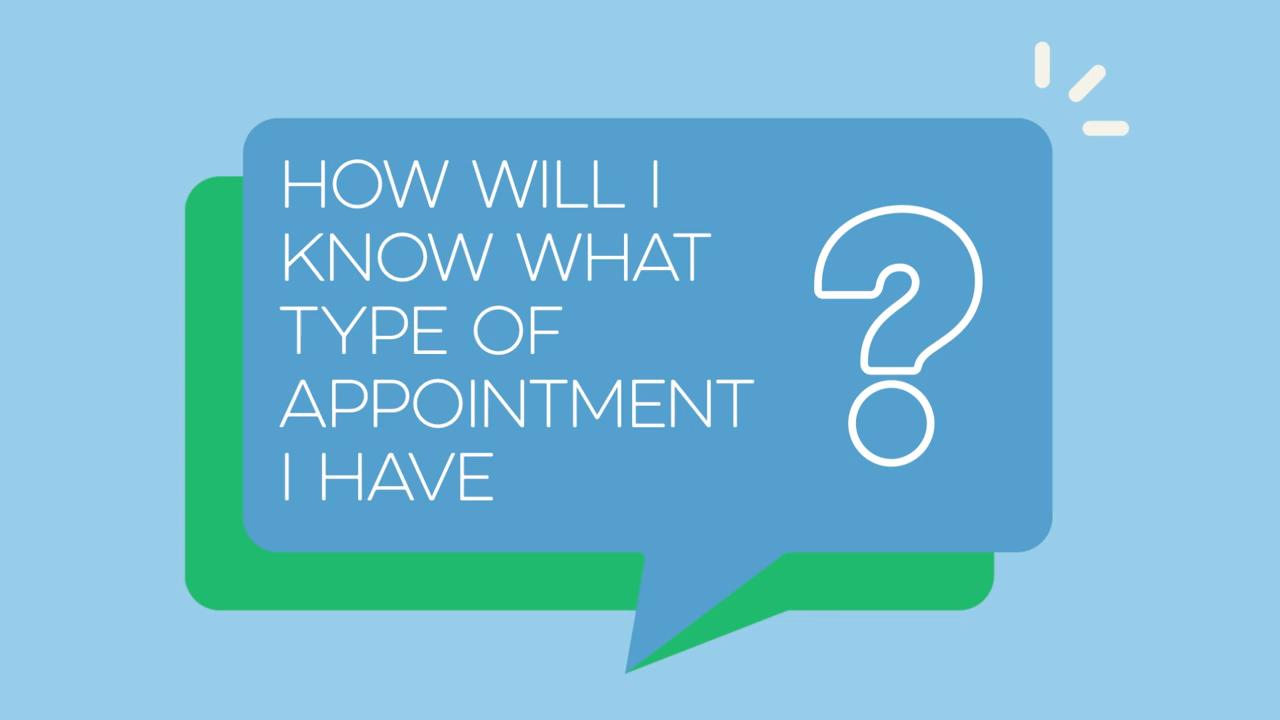 HOW WILL I
KNOW WHAT
TYPE OF
APPOINTMENT
I HAVE
?